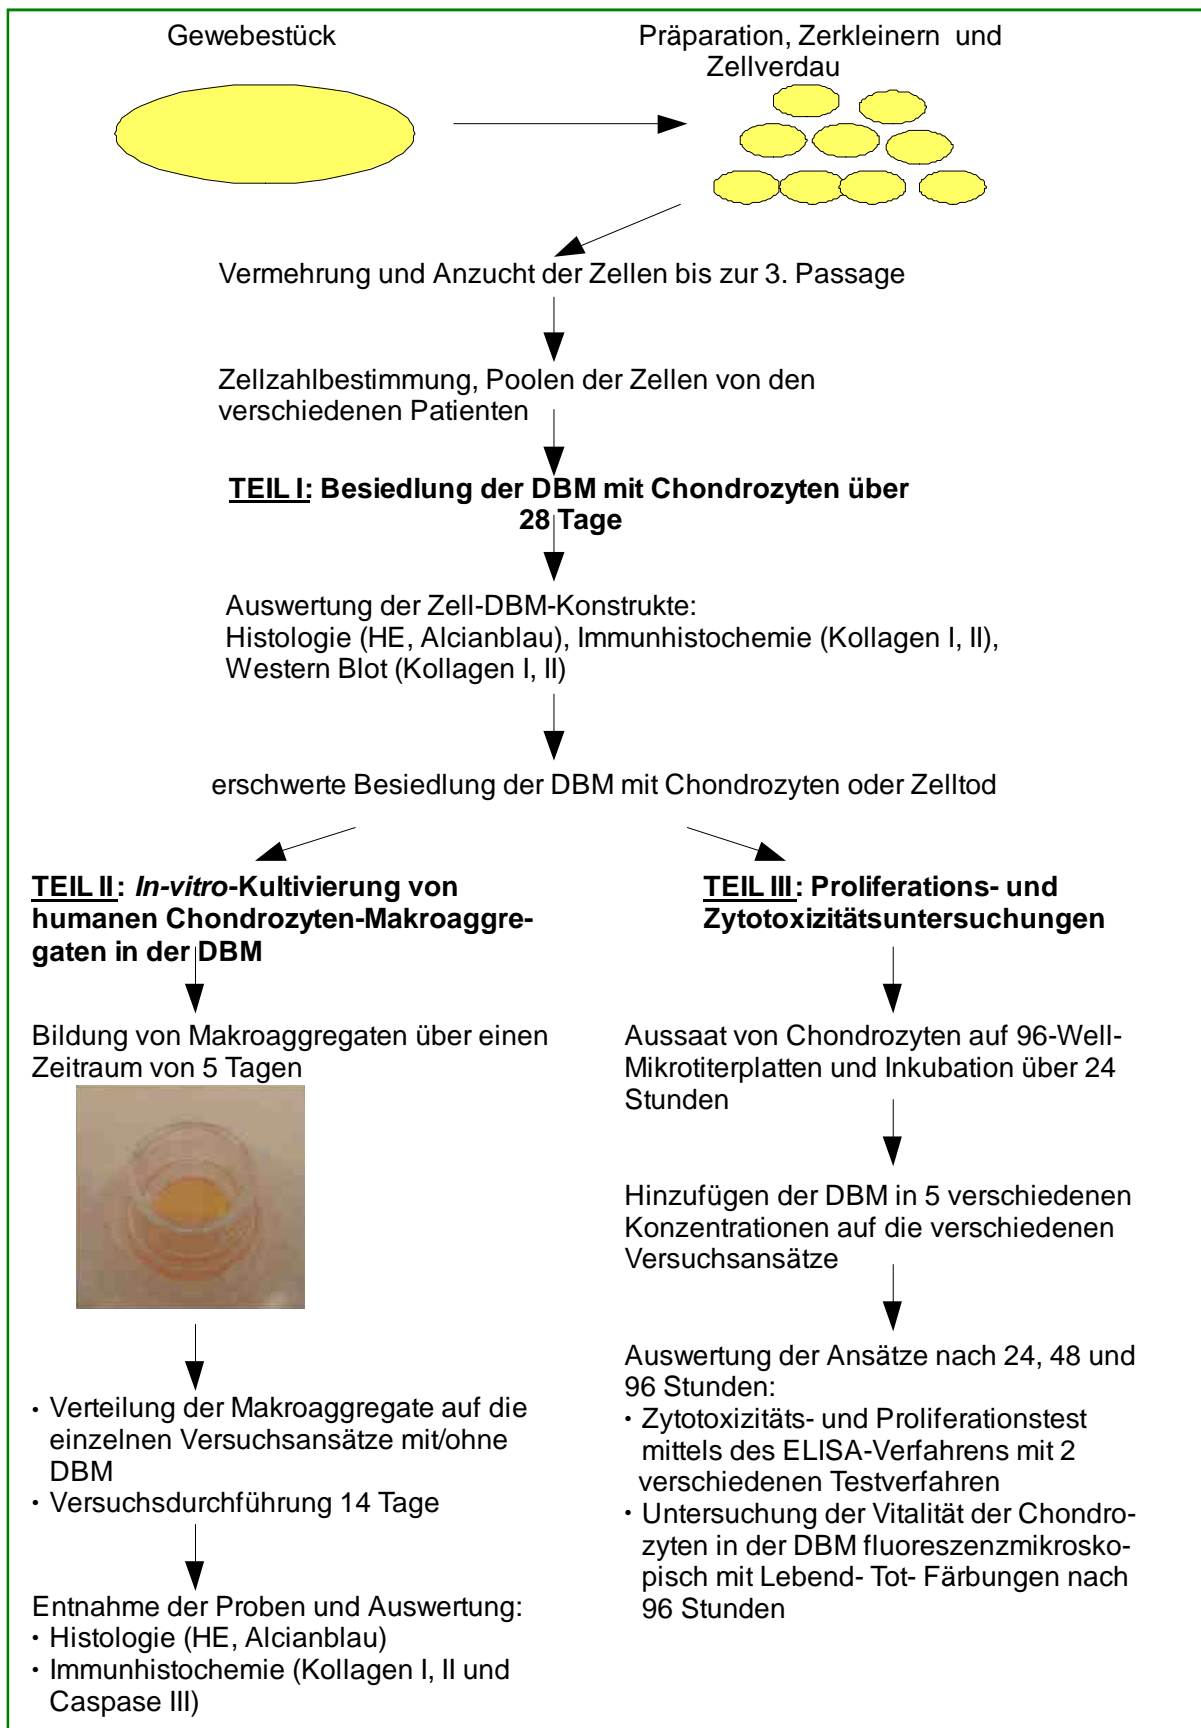 Gewebestück
Präparation, Zerkleinern und
Zellverdau
Vermehrung und Anzucht der Zellen bis zur 3. Passage
Zellzahlbestimmung, Poolen der Zellen von den
verschiedenen Patienten
TEIL I: Besiedlung der DBM mit Chondrozyten über
28 Tage
Auswertung der Zell-DBM-Konstrukte:
Histologie (HE, Alcianblau), Immunhistochemie (Kollagen I, II),
Western Blot (Kollagen I, II)
erschwerte Besiedlung der DBM mit Chondrozyten oder Zelltod
TEIL II: In-vitro-Kultivierung von
humanen Chondrozyten-Makroaggre-
gaten in der DBM
Bildung von Makroaggregaten über einen
Zeitraum von 5 Tagen
• Verteilung der Makroaggregate auf die
einzelnen Versuchsansätze mit/ohne
DBM
• Versuchsdurchführung 14 Tage
Entnahme der Proben und Auswertung:
• Histologie (HE, Alcianblau)
• Immunhistochemie (Kollagen I, II und
Caspase III)
TEIL III: Proliferations- und
Zytotoxizitätsuntersuchungen
Aussaat von Chondrozyten auf 96-Well-
Mikrotiterplatten und Inkubation über 24
Stunden
Hinzufügen der DBM in 5 verschiedenen
Konzentrationen auf die verschiedenen
Versuchsansätze
Auswertung der Ansätze nach 24, 48 und
96 Stunden:
• Zytotoxizitäts- und Proliferationstest
mittels des ELISA-Verfahrens mit 2
verschiedenen Testverfahren
• Untersuchung der Vitalität der Chondro-
zyten in der DBM fluoreszenzmikrosko-
pisch mit Lebend- Tot- Färbungen nach
96 Stunden